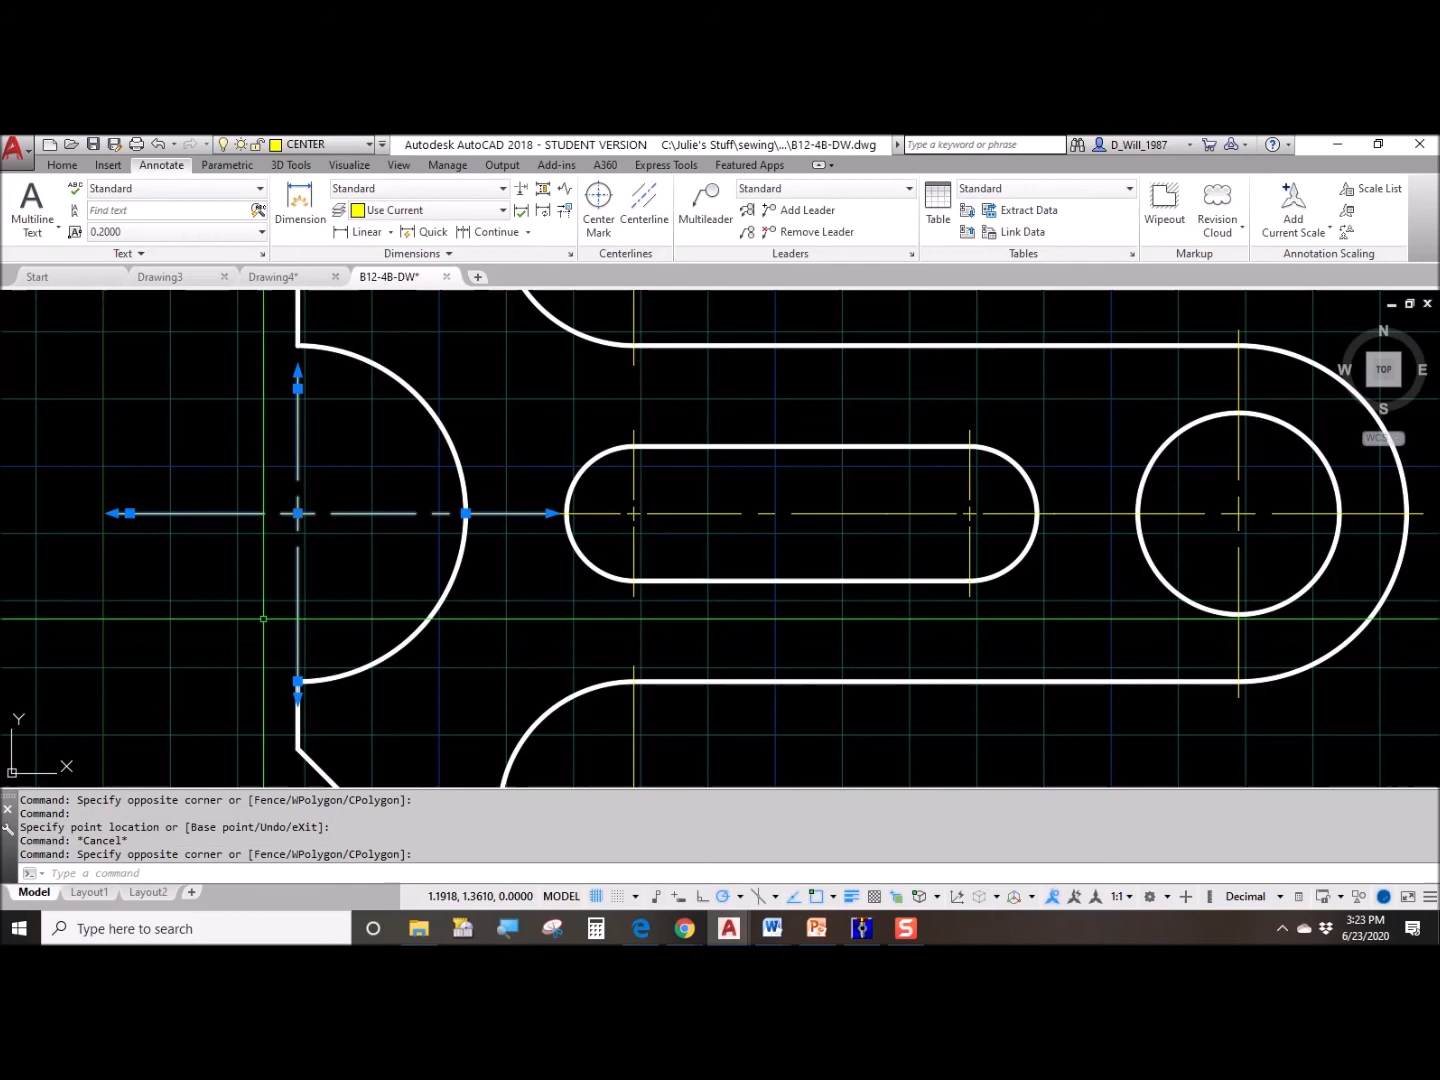 CENTER
Autodesk AutoCAD 2018 - STUDENT VERSION C:\Julie's Stuff\sewing\...\B12-4B-DW.dwg
Type a keyword or phrase
D_Will_1987
Home Insert Annotate Parametric 3D Tools Visualize View Manage Output Add-ins A360 Express Tools Featured Apps
A Multiline Text
ABC Standard
Find text
0.2000
Text
Dimension
Standard
Use Current
Linear Quick Continue
Dimensions
Center Mark
Centerline
Centerlines
Multileader
Standard
Add Leader
Remove Leader
Leaders
Table
Standard
Extract Data
Link Data
Tables
Wipeout
Revision Cloud
Markup
Add Current Scale
Scale List
Annotation Scaling
Start Drawing3 Drawing4* B12-4B-DW*
N
W TOP E
S
WCS
Y
X
Command: Specify opposite corner or [Fence/WPolygon/CPolygon]:
Command:
Specify point location or [Base point/Undo/eXit]:
Command: *Cancel*
Command: Specify opposite corner or [Fence/WPolygon/CPolygon]:
Type a command
Model Layout1 Layout2
1.1918, 1.3610, 0.0000 MODEL 1:1 Decimal
Type here to search
3:23 PM
6/23/2020